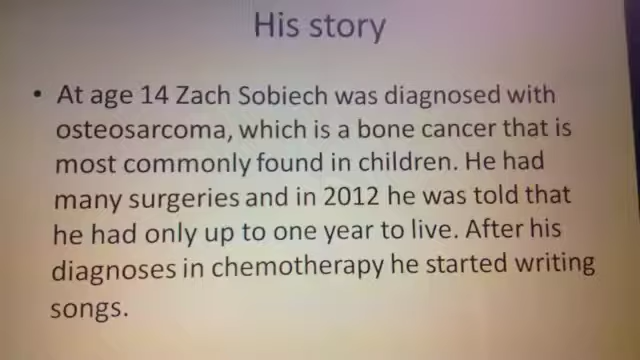 His story
• At age 14 Zach Sobiech was diagnosed with
osteosarcoma, which is a bone cancer that is
most commonly found in children. He had
many surgeries and in 2012 he was told that
he had only up to one year to live. After his
diagnoses in chemotherapy he started writing
songs.